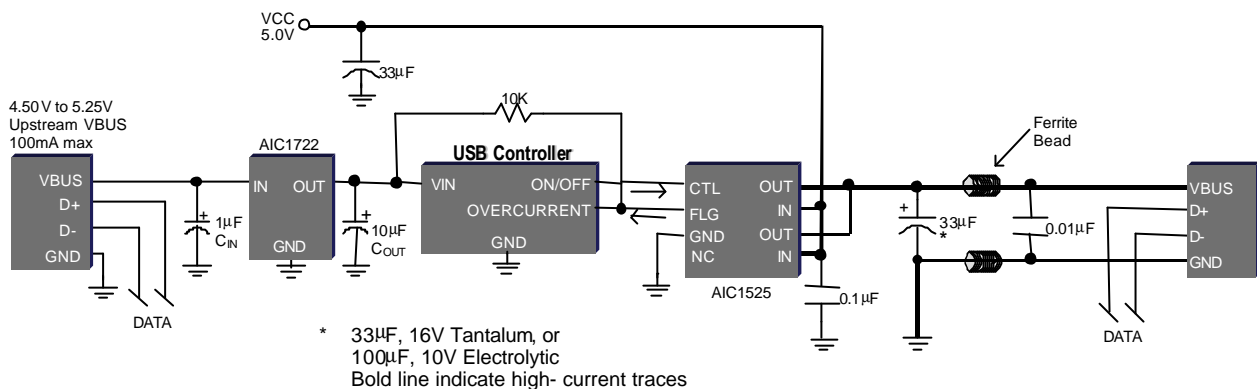 VCC
5.0V
33µF
4.50V to 5.25V
Upstream VBUS
100mA max
VBUS
D+
D-
GND
DATA
+
1µF
CIN
AIC1722
IN
OUT
GND
+
10µF
COUT
10K
USB Controller
VIN
ON/OFF
OVERCURRENT
GND
CTL
FLG
GND
NC
OUT
IN
OUT
IN
AIC1525
0.1µF
+
33µF
*
Ferrite
Bead
0.01µF
VBUS
D+
D-
GND
DATA
* 33µF, 16V Tantalum, or
100µF, 10V Electrolytic
Bold line indicate high- current traces